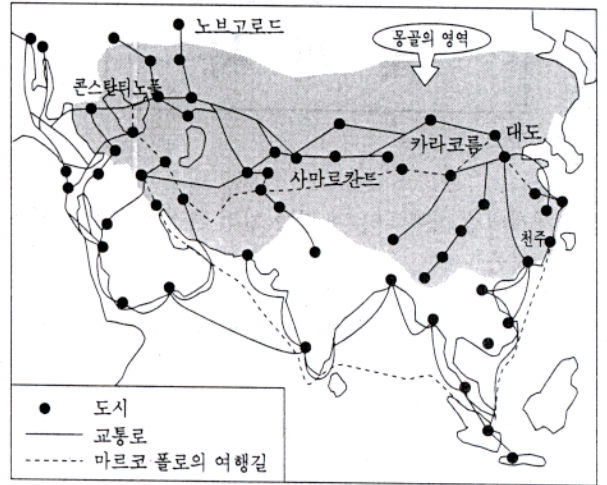 노브고로드
몽골의 영역
콘스탄티노플
카라코룸
대도
사마르칸트
천주
도시
교통로
마르코 폴로의 여행길